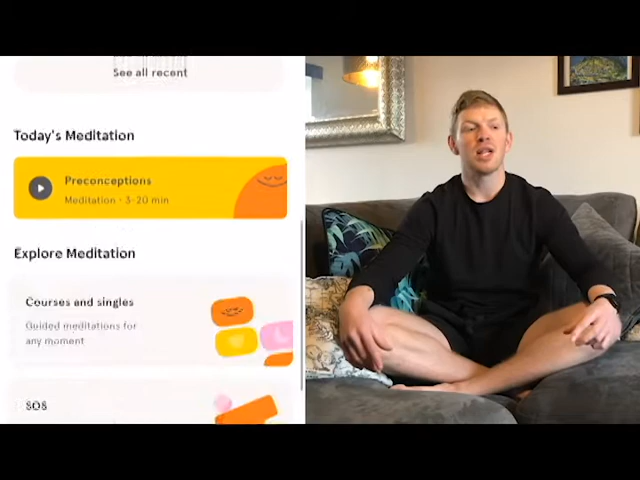 See all recent
Today's Meditation
Preconceptions
Meditation · 3-20 min
Explore Meditation
Courses and singles
Guided meditations for
any moment
SOS